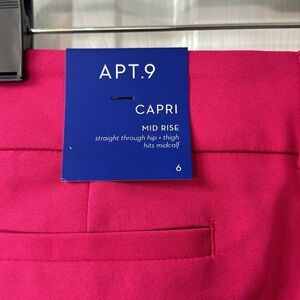 APT.9
CAPRI
MID RISE
straight through hip • thigh
hits midcalf
6